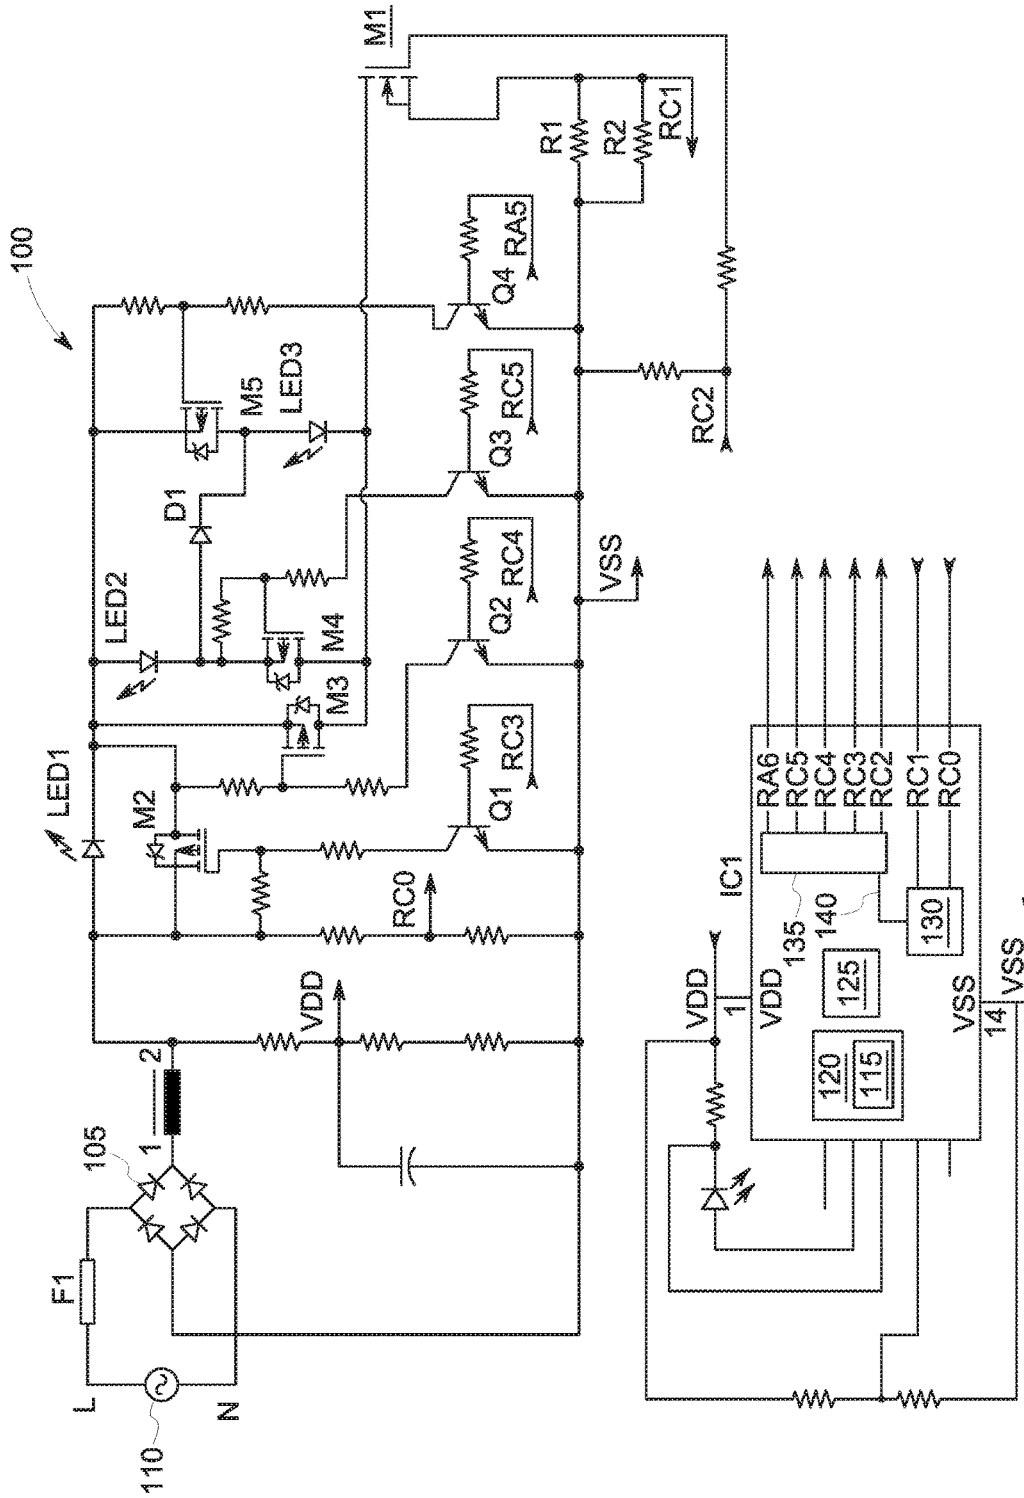 100
M1
LED1
LED2
LED3
M2
M3
M4
M5
D1
F1
L
N
110
105
1
2
VDD
RC0
Q1
RC3
Q2
RC4
Q3
RC5
Q4
RA5
R1
R2
RC1
RC2
VSS
IC1
VDD
1
VDD
RA6
RC5
RC4
RC3
RC2
RC1
RC0
135
140
130
125
120
115
VSS
14
VSS